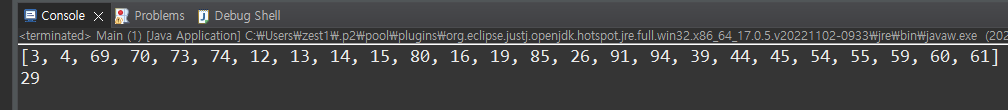 Console Problems Debug Shell
<terminated> Main (1) [Java Application] C:₩Users₩zest1₩.p2₩pool₩plugins₩org.eclipse.justj.openjdk.hotspot.jre.full.win32.x86_64_17.0.5.v20221102-0933₩jre₩bin₩javaw.exe (202
[3, 4, 69, 70, 73, 74, 12, 13, 14, 15, 80, 16, 19, 85, 26, 91, 94, 39, 44, 45, 54, 55, 59, 60, 61]
29